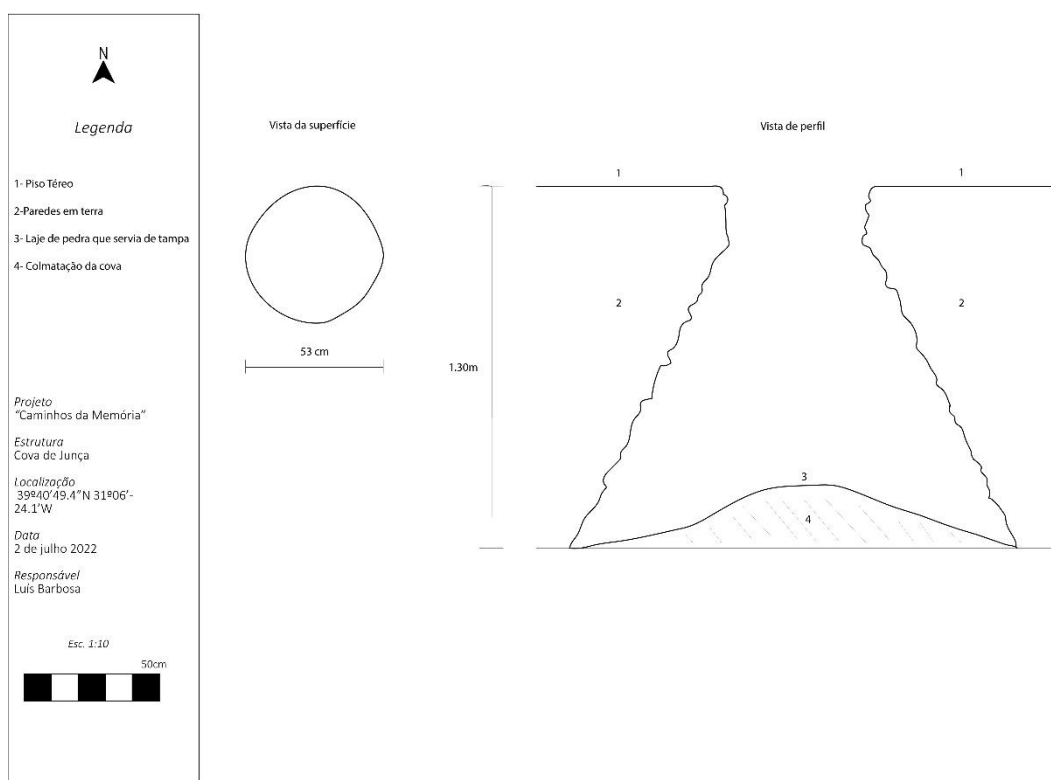 N
Legenda
1- Piso Téreo
2-Paredes em terra
3- Laje de pedra que servia de tampa
4- Colmatação da cova
Projeto
“Caminhos da Memória”
Estrutura
Cova de Junça
Localização
39º40’49.4”N 31º06’-
24.1’W
Data
2 de julho 2022
Responsável
Luís Barbosa
Esc. 1:10
50cm
Vista da superfície
53 cm
Vista de perfil
1
1
2
2
1.30m
3
4